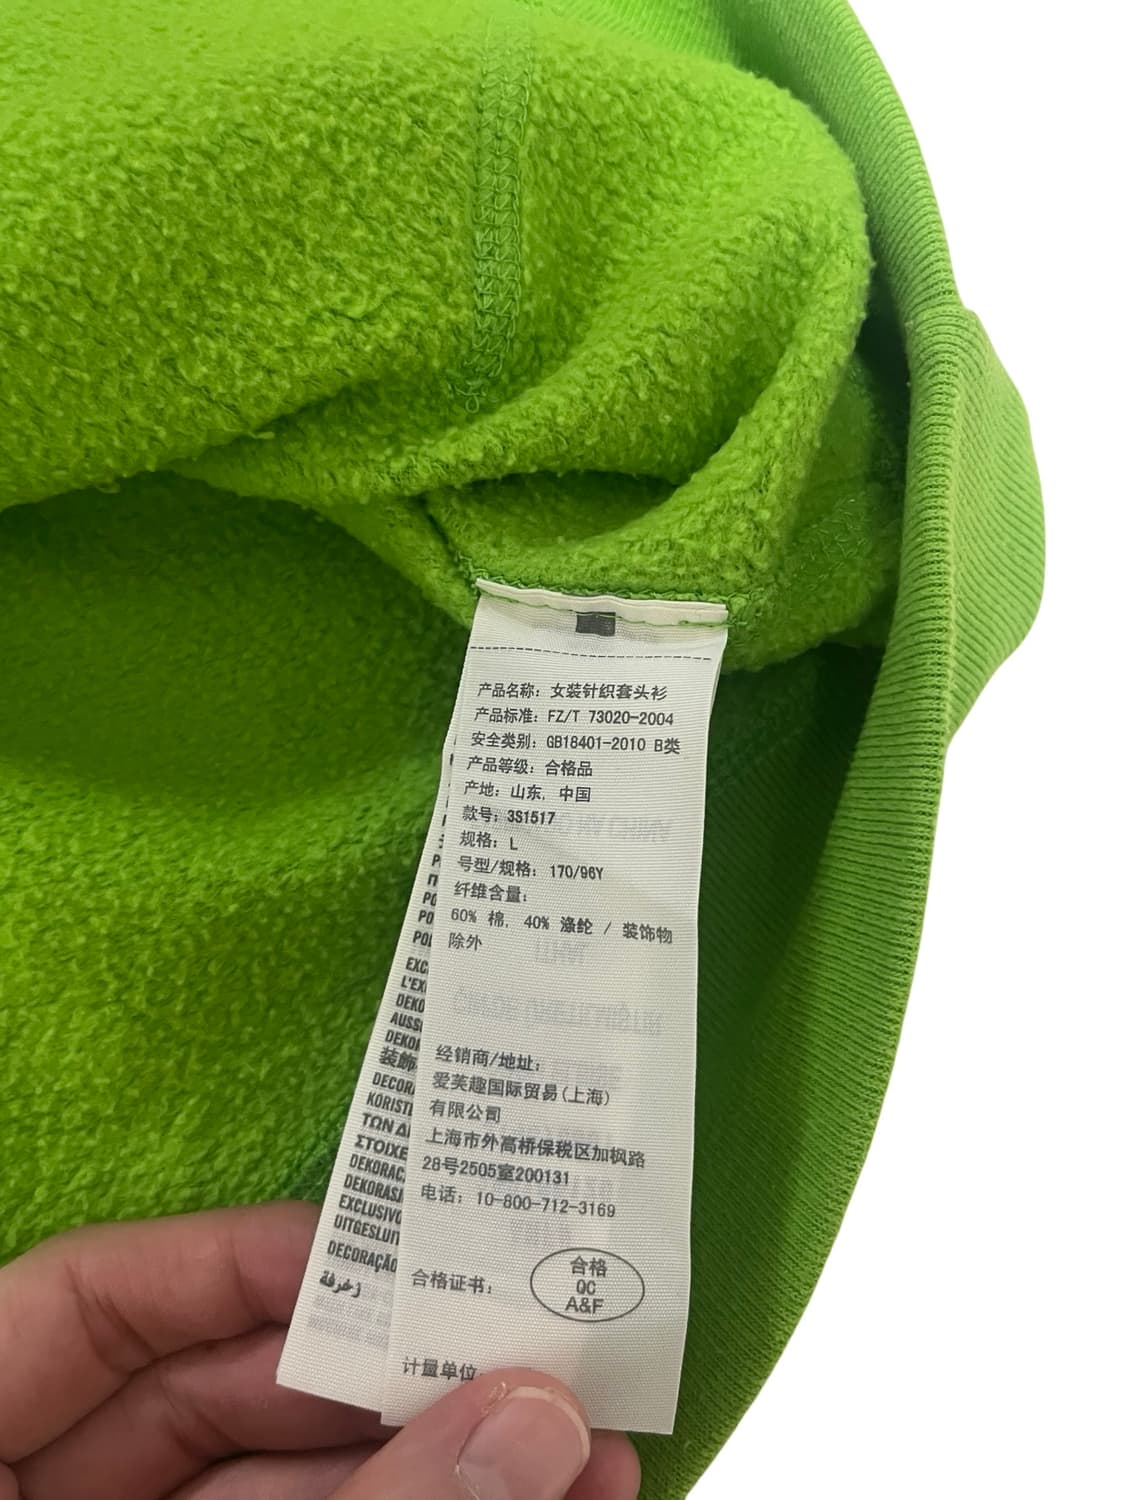 产品名称: 女装针织套头衫
产品标准: FZ/T 73020-2004
安全类别: GB18401-2010 B类
产品等级: 合格品
产地: 山东, 中国
款号: 3S1517
规格: L
号型/规格: 170/96Y
纤维含量:
60% 棉, 40% 涤纶 / 装饰物
除外
经销商/地址:
爱芙趣国际贸易(上海)
有限公司
上海市外高桥保税区加枫路
28号2505室200131
电话: 10-800-712-3169
合格证书:
合格
QC
A&F
计量单位
EXC
L'EX
DEKO
AUSS
DEKO
装飾
DECOR
KORIST
ΤΩΝ Δ
ΣΤΟΙΧΕ
DEKORAC
DEKORAS
EXCLUSIVO
UITGESLUIT
DECORAÇÃO
زخرفة